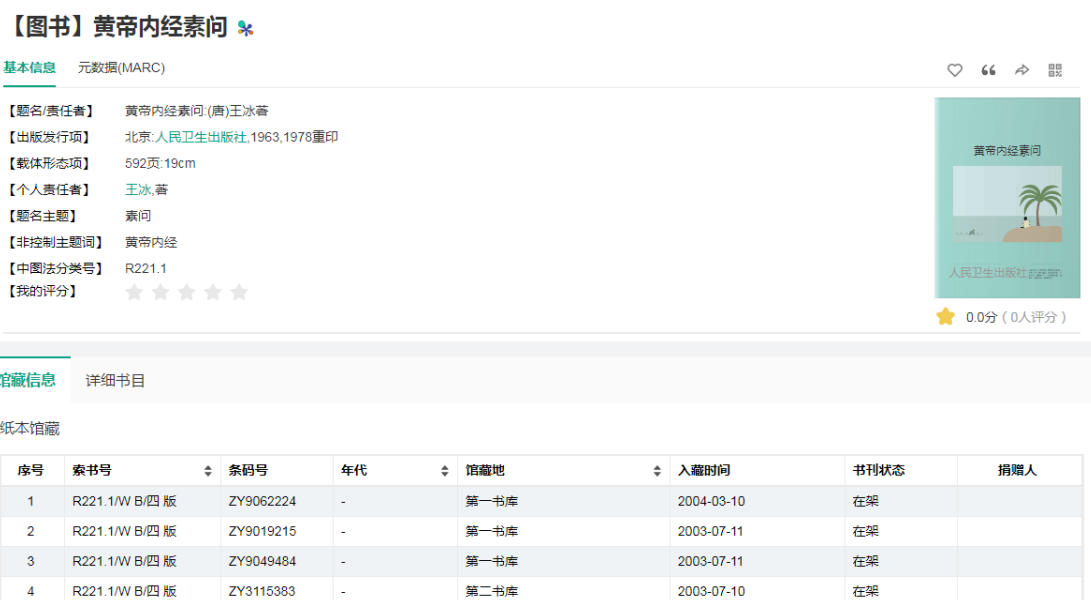 【图书】黄帝内经素问
基本信息 元数据(MARC)
【题名/责任者】 黄帝内经素问:(唐)王冰著
【出版发行项】 北京:人民卫生出版社,1963,1978重印
【载体形态项】 592页:19cm
【个人责任者】 王冰,著
【题名主题】 素问
【非控制主题词】 黄帝内经
【中图法分类号】 R221.1
【我的评分】
黄帝内经素问
人民卫生出版社
0.0分 ( 0人评分 )
馆藏信息 详细书目
纸本馆藏
序号 索书号 条码号 年代 馆藏地 入藏时间 书刊状态 捐赠人
1 R221.1/W B/四 版 ZY9062224 - 第一书库 2004-03-10 在架
2 R221.1/W B/四 版 ZY9019215 - 第一书库 2003-07-11 在架
3 R221.1/W B/四 版 ZY9049484 - 第一书库 2003-07-11 在架
4 R221.1/W B/四 版 ZY3115383 - 第二书库 2003-07-10 在架